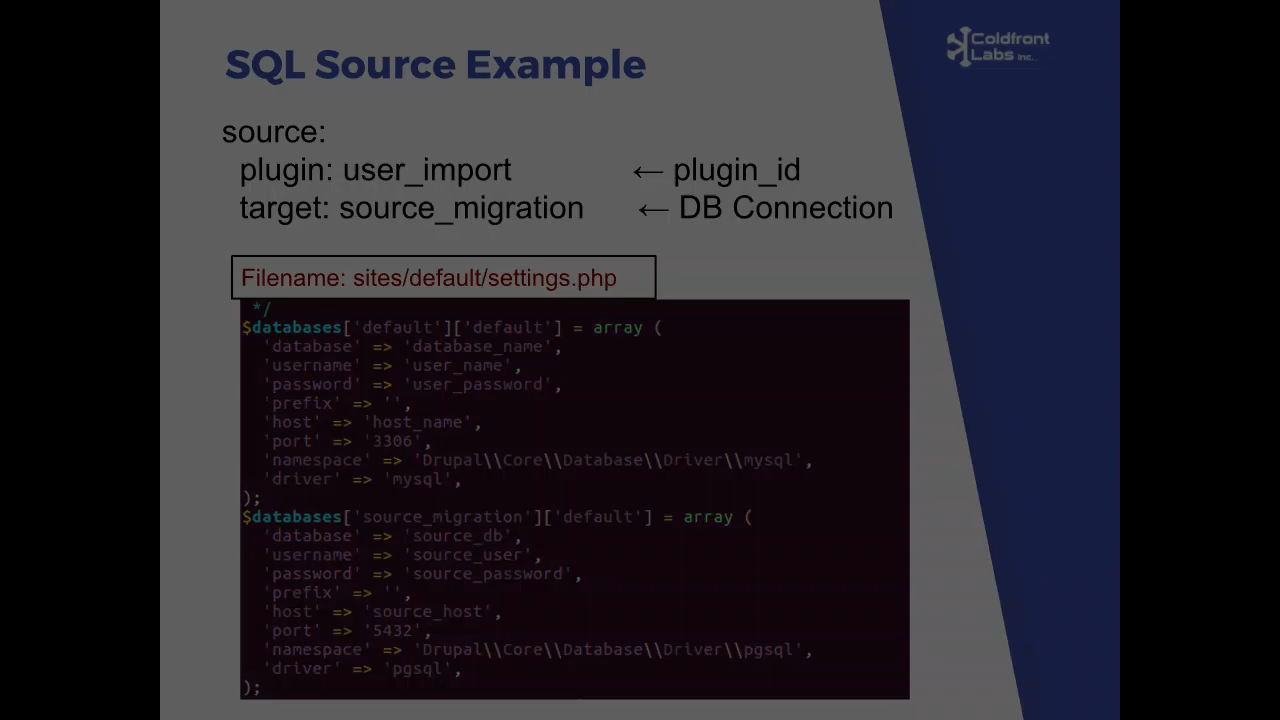 SQL Source Example
Coldfront
Labs Inc.
source:
plugin: user_import ← plugin_id
target: source_migration ← DB Connection
Filename: sites/default/settings.php
*/
$databases['default']['default'] = array (
'database' => 'database_name',
'username' => 'user_name',
'password' => 'user_password',
'prefix' => '',
'host' => 'host_name',
'port' => '3306',
'namespace' => 'Drupal\\Core\\Database\\Driver\\mysql',
'driver' => 'mysql',
);
$databases['source_migration']['default'] = array (
'database' => 'source_db',
'username' => 'source_user',
'password' => 'source_password',
'prefix' => '',
'host' => 'source_host',
'port' => '5432',
'namespace' => 'Drupal\\Core\\Database\\Driver\\pgsql',
'driver' => 'pgsql',
);